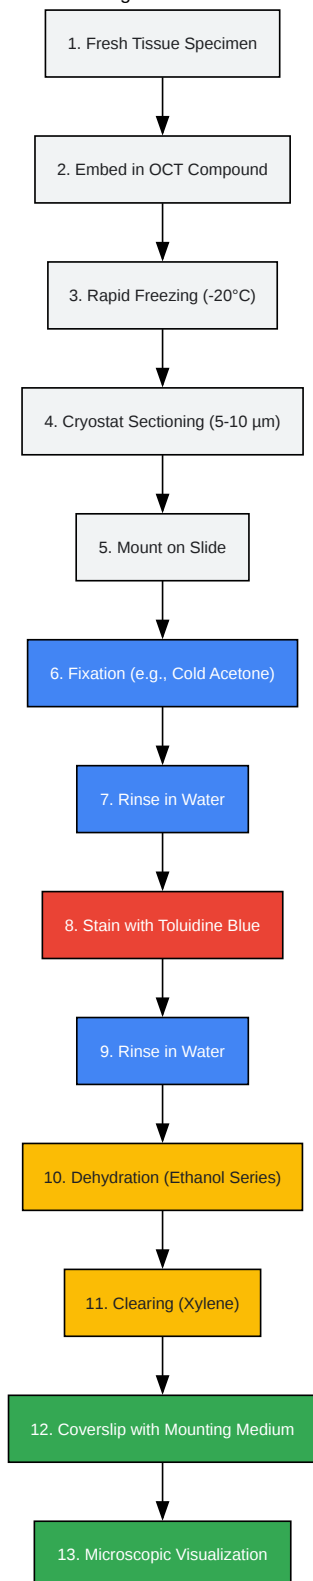 1. Fresh Tissue Specimen
2. Embed in OCT Compound
3. Rapid Freezing (-20°C)
4. Cryostat Sectioning (5-10 µm)
5. Mount on Slide
6. Fixation (e.g., Cold Acetone)
7. Rinse in Water
8. Stain with Toluidine Blue
9. Rinse in Water
10. Dehydration (Ethanol Series)
11. Clearing (Xylene)
12. Coverslip with Mounting Medium
13. Microscopic Visualization